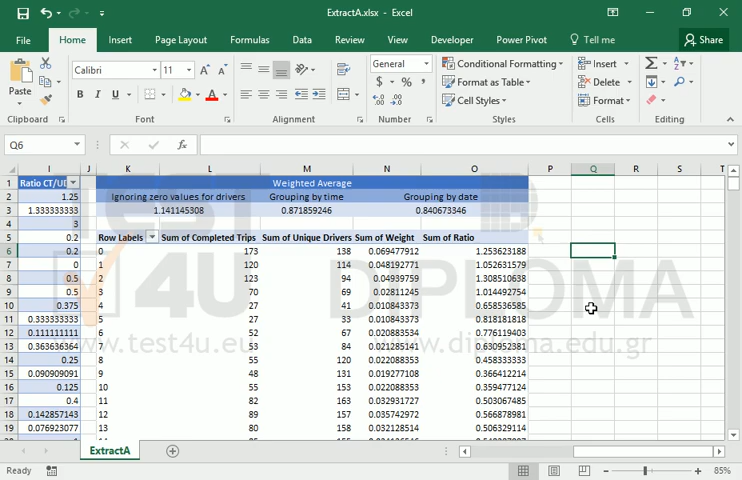 ExtractA.xlsx - Excel
File Home Insert Page Layout Formulas Data Review Developer Power Pivot Tell me Share
Calibri 11 General Conditional Formatting Insert
Paste B I U $ % , Format as Table Delete
Cell Styles Format
Clipboard Font Alignment Number Styles Cells Editing
Q6 fx
I J K L M N O P Q R S T
1 Ratio CT/UD Weighted Average
2 1.25 Ignoring zero values for drivers Grouping by time Grouping by date
3 1.333333333 1.141145308 0.871859246 0.840673346
4 3
5 0.2 Row Labels Sum of Completed Trips Sum of Unique Drivers Sum of Weight Sum of Ratio
6 0.2 0 173 138 0.069477912 1.253623188
7 0 1 120 114 0.048192771 1.052631579
8 0.5 2 123 94 0.04939759 1.308510638
9 0.5 3 70 69 0.02811245 1.014492754
10 0.375 4 27 41 0.010843373 0.658536585
11 0.333333333 5 27 33 0.010843373 0.818181818
12 0.111111111 6 52 67 0.020883534 0.776119403
13 0.363636364 7 53 84 0.021285141 0.630952381
14 0.25 8 55 120 0.022088353 0.458333333
15 0.090909091 9 48 131 0.019277108 0.366412214
16 0.125 10 55 153 0.022088353 0.359477124
17 0.4 11 82 163 0.032931727 0.503067485
18 0.142857143 12 89 157 0.035742972 0.566878981
19 0.076923077 13 80 158 0.032128514 0.506329114
TEST 4U DIPLOMA
www.test4u.eu www.diploma.edu.gr
ExtractA
Ready 85%